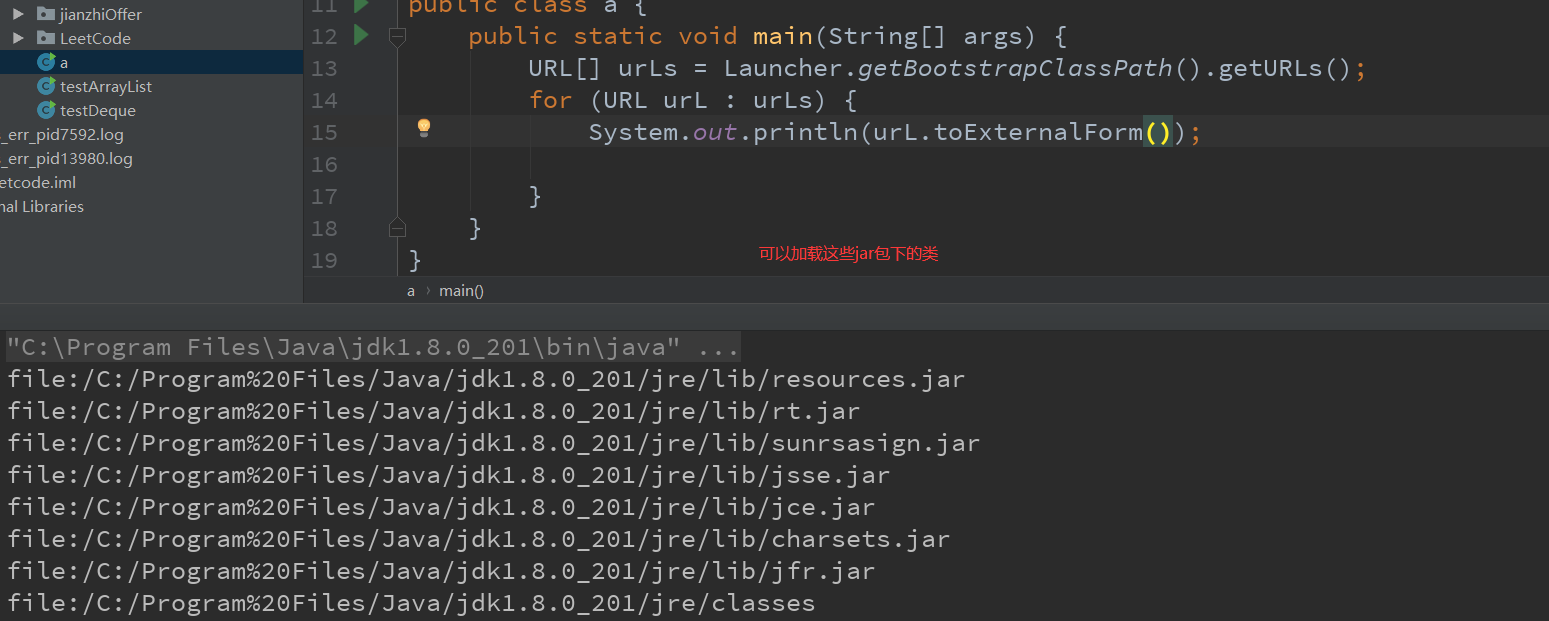 jianzhiOffer
LeetCode
a
testArrayList
testDeque
_err_pid7592.log
_err_pid13980.log
etcode.iml
nal Libraries
11 public class a {
12 public static void main(String[] args) {
13 URL[] urLs = Launcher.getBootstrapClassPath().getURLs();
14 for (URL urL : urLs) {
15 System.out.println(urL.toExternalForm());
16
17 }
18 }
19 }
可以加载这些jar包下的类
a › main()
"C:\Program Files\Java\jdk1.8.0_201\bin\java" ...
file:/C:/Program%20Files/Java/jdk1.8.0_201/jre/lib/resources.jar
file:/C:/Program%20Files/Java/jdk1.8.0_201/jre/lib/rt.jar
file:/C:/Program%20Files/Java/jdk1.8.0_201/jre/lib/sunrsasign.jar
file:/C:/Program%20Files/Java/jdk1.8.0_201/jre/lib/jsse.jar
file:/C:/Program%20Files/Java/jdk1.8.0_201/jre/lib/jce.jar
file:/C:/Program%20Files/Java/jdk1.8.0_201/jre/lib/charsets.jar
file:/C:/Program%20Files/Java/jdk1.8.0_201/jre/lib/jfr.jar
file:/C:/Program%20Files/Java/jdk1.8.0_201/jre/classes